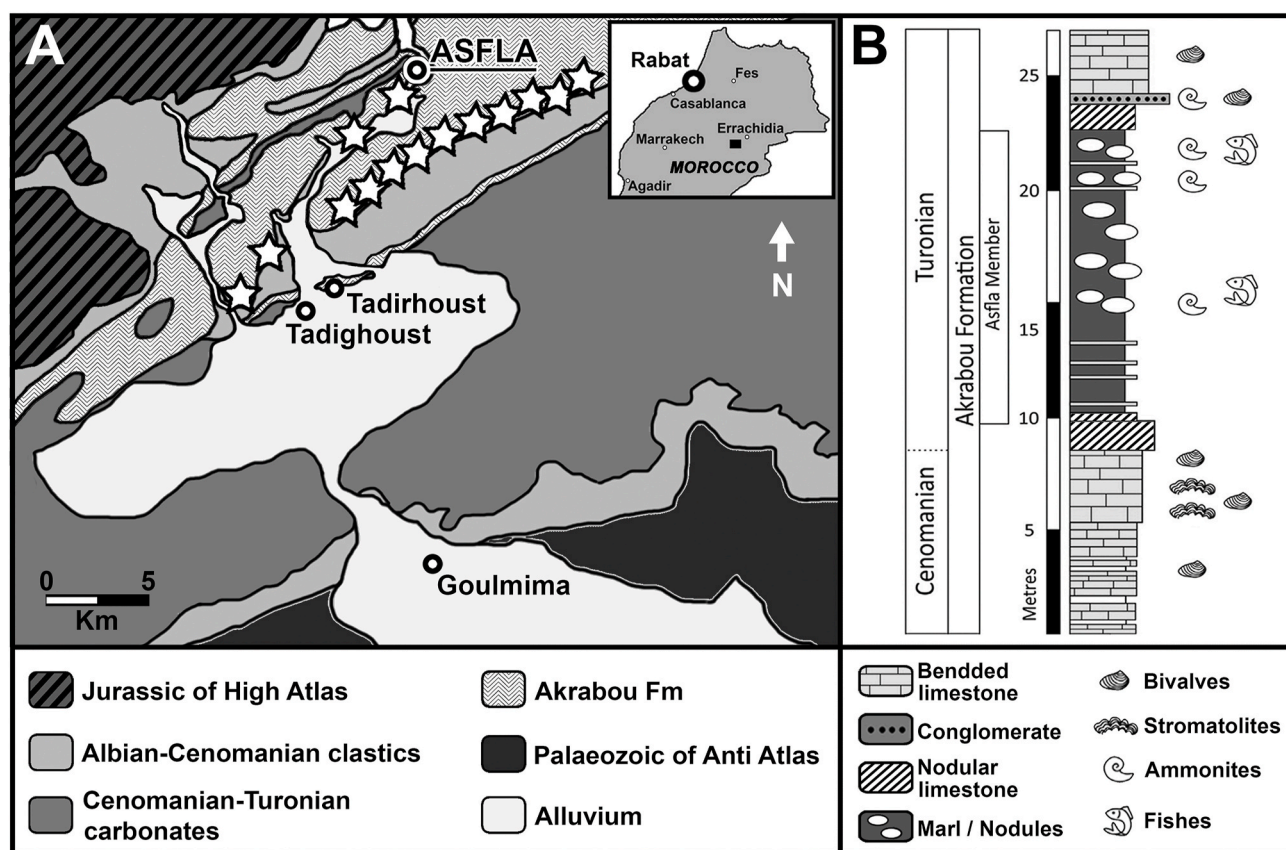 A
ASFLA
Rabat
Fes
Casablanca
Marrakech
Errachidia
MOROCCO
Agadir
N
Tadirhoust
Tadighoust
Goulmima
0 5
Km
Jurassic of High Atlas
Albian-Cenomanian clastics
Cenomanian-Turonian
carbonates
Akrabou Fm
Palaeozoic of Anti Atlas
Alluvium
B
Turonian
Cenomanian
Akrabou Formation
Asfla Member
Metres
25
20
15
10
5
Bendded
limestone
Conglomerate
Nodular
limestone
Marl / Nodules
Bivalves
Stromatolites
Ammonites
Fishes